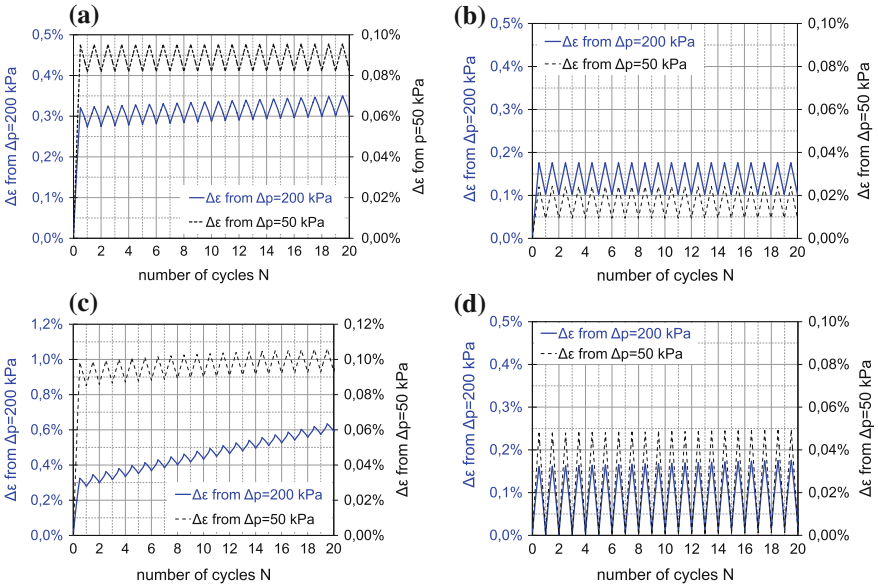 (a)
0,5%
0,4%
0,3%
0,2%
0,1%
0,0%
Δε from Δp=200 kPa
0,10%
0,08%
0,06%
0,04%
0,02%
0,00%
Δε fom p=50 kPa
Δε from Δp=200 kPa
Δε from Δp=50 kPa
0 2 4 6 8 10 12 14 16 18 20
number of cycles N
(b)
0,5%
0,4%
0,3%
0,2%
0,1%
0,0%
Δε from Δp=200 kPa
0,10%
0,08%
0,06%
0,04%
0,02%
0,00%
Δε from Δp=50 kPa
Δε from Δp=200 kPa
Δε from Δp=50 kPa
0 2 4 6 8 10 12 14 16 18 20
number of cycles N
(c)
1,2%
1,0%
0,8%
0,6%
0,4%
0,2%
0,0%
Δε from Δp=200 kPa
0,12%
0,10%
0,08%
0,06%
0,04%
0,02%
0,00%
Δε from Δp=50 kPa
Δε from Δp=200 kPa
Δε from Δp=50 kPa
0 2 4 6 8 10 12 14 16 18 20
number of cycles N
(d)
0,5%
0,4%
0,3%
0,2%
0,1%
0,0%
Δε from Δp=200 kPa
0,10%
0,08%
0,06%
0,04%
0,02%
0,00%
Δε from Δp=50 kPa
Δε from Δp=200 kPa
Δε from Δp=50 kPa
0 2 4 6 8 10 12 14 16 18 20
number of cycles N